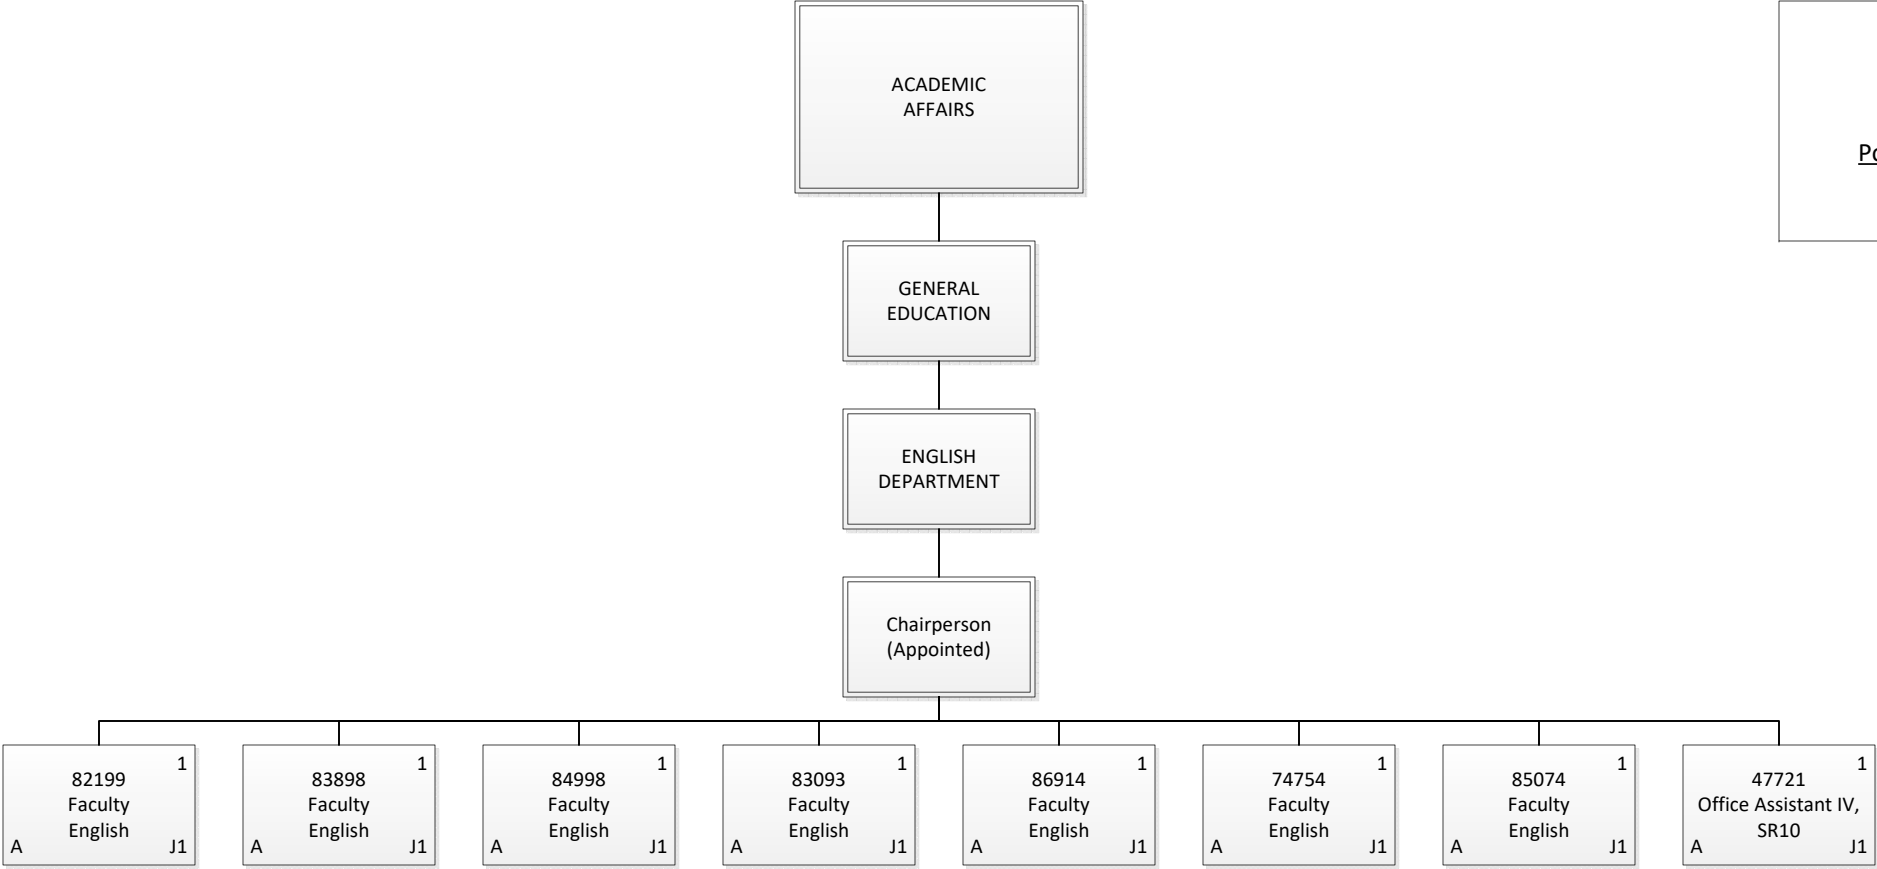 ACADEMIC
AFFAIRS
GENERAL
EDUCATION
ENGLISH
DEPARTMENT
Chairperson
(Appointed)
1
82199
Faculty
English
A J1
1
83898
Faculty
English
A J1
1
84998
Faculty
English
A J1
1
83093
Faculty
English
A J1
1
86914
Faculty
English
A J1
1
74754
Faculty
English
A J1
1
85074
Faculty
English
A J1
1
47721
Office Assistant IV,
SR10
A J1